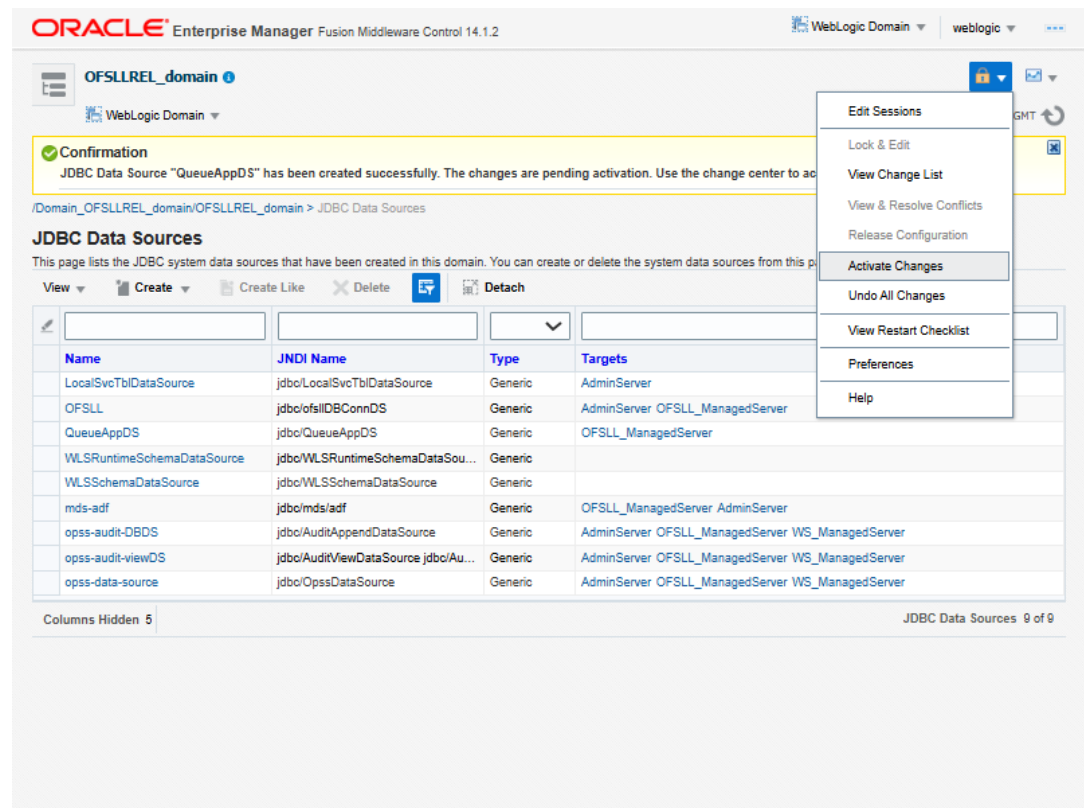 ORACLE Enterprise Manager Fusion Middleware Control 14.1.2
WebLogic Domain
weblogic
OFSLLREL_domain
WebLogic Domain
GMT
Confirmation
JDBC Data Source "QueueAppDS" has been created successfully. The changes are pending activation. Use the change center to ac
/Domain_OFSLLREL_domain/OFSLLREL_domain > JDBC Data Sources
JDBC Data Sources
This page lists the JDBC system data sources that have been created in this domain. You can create or delete the system data sources from this p
View Create Create Like Delete Detach
Edit Sessions
Lock & Edit
View Change List
View & Resolve Conflicts
Release Configuration
Activate Changes
Undo All Changes
View Restart Checklist
Preferences
Help
Name JNDI Name Type Targets
LocalSvcTblDataSource jdbc/LocalSvcTblDataSource Generic AdminServer
OFSLL jdbc/ofsllDBConnDS Generic AdminServer OFSLL_ManagedServer
QueueAppDS jdbc/QueueAppDS Generic OFSLL_ManagedServer
WLSRuntimeSchemaDataSource jdbc/WLSRuntimeSchemaDataSou... Generic
WLSSchemaDataSource jdbc/WLSSchemaDataSource Generic
mds-adf jdbc/mds/adf Generic OFSLL_ManagedServer AdminServer
opss-audit-DBDS jdbc/AuditAppendDataSource Generic AdminServer OFSLL_ManagedServer WS_ManagedServer
opss-audit-viewDS jdbc/AuditViewDataSource jdbc/Au... Generic AdminServer OFSLL_ManagedServer WS_ManagedServer
opss-data-source jdbc/OpssDataSource Generic AdminServer OFSLL_ManagedServer WS_ManagedServer
Columns Hidden 5
JDBC Data Sources 9 of 9